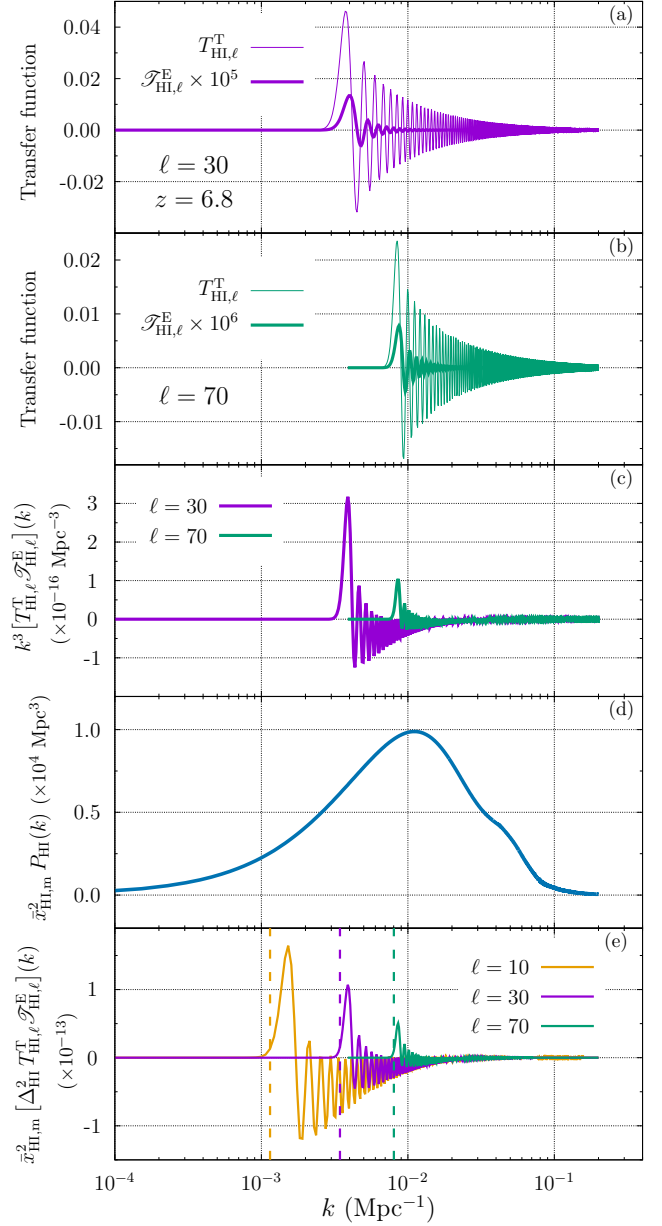 (a)
Transfer function
0.04
0.02
0.00
-0.02
T^T_HI,ℓ
𝒯^E_HI,ℓ × 10^5
ℓ = 30
z = 6.8
(b)
Transfer function
0.02
0.01
0.00
-0.01
T^T_HI,ℓ
𝒯^E_HI,ℓ × 10^6
ℓ = 70
(c)
k^3 [T^T_HI,ℓ 𝒯^E_HI,ℓ](k)
(×10^−16 Mpc^−3)
3
2
1
0
-1
ℓ = 30
ℓ = 70
(d)
x̄^2_HI,m P_HI(k) (×10^4 Mpc^3)
1.0
0.5
0.0
(e)
x̄^2_HI,m [Δ^2_HI T^T_HI,ℓ 𝒯^E_HI,ℓ](k)
(×10^−13)
1
0
-1
ℓ = 10
ℓ = 30
ℓ = 70
10^−4 10^−3 10^−2 10^−1
k (Mpc^−1)